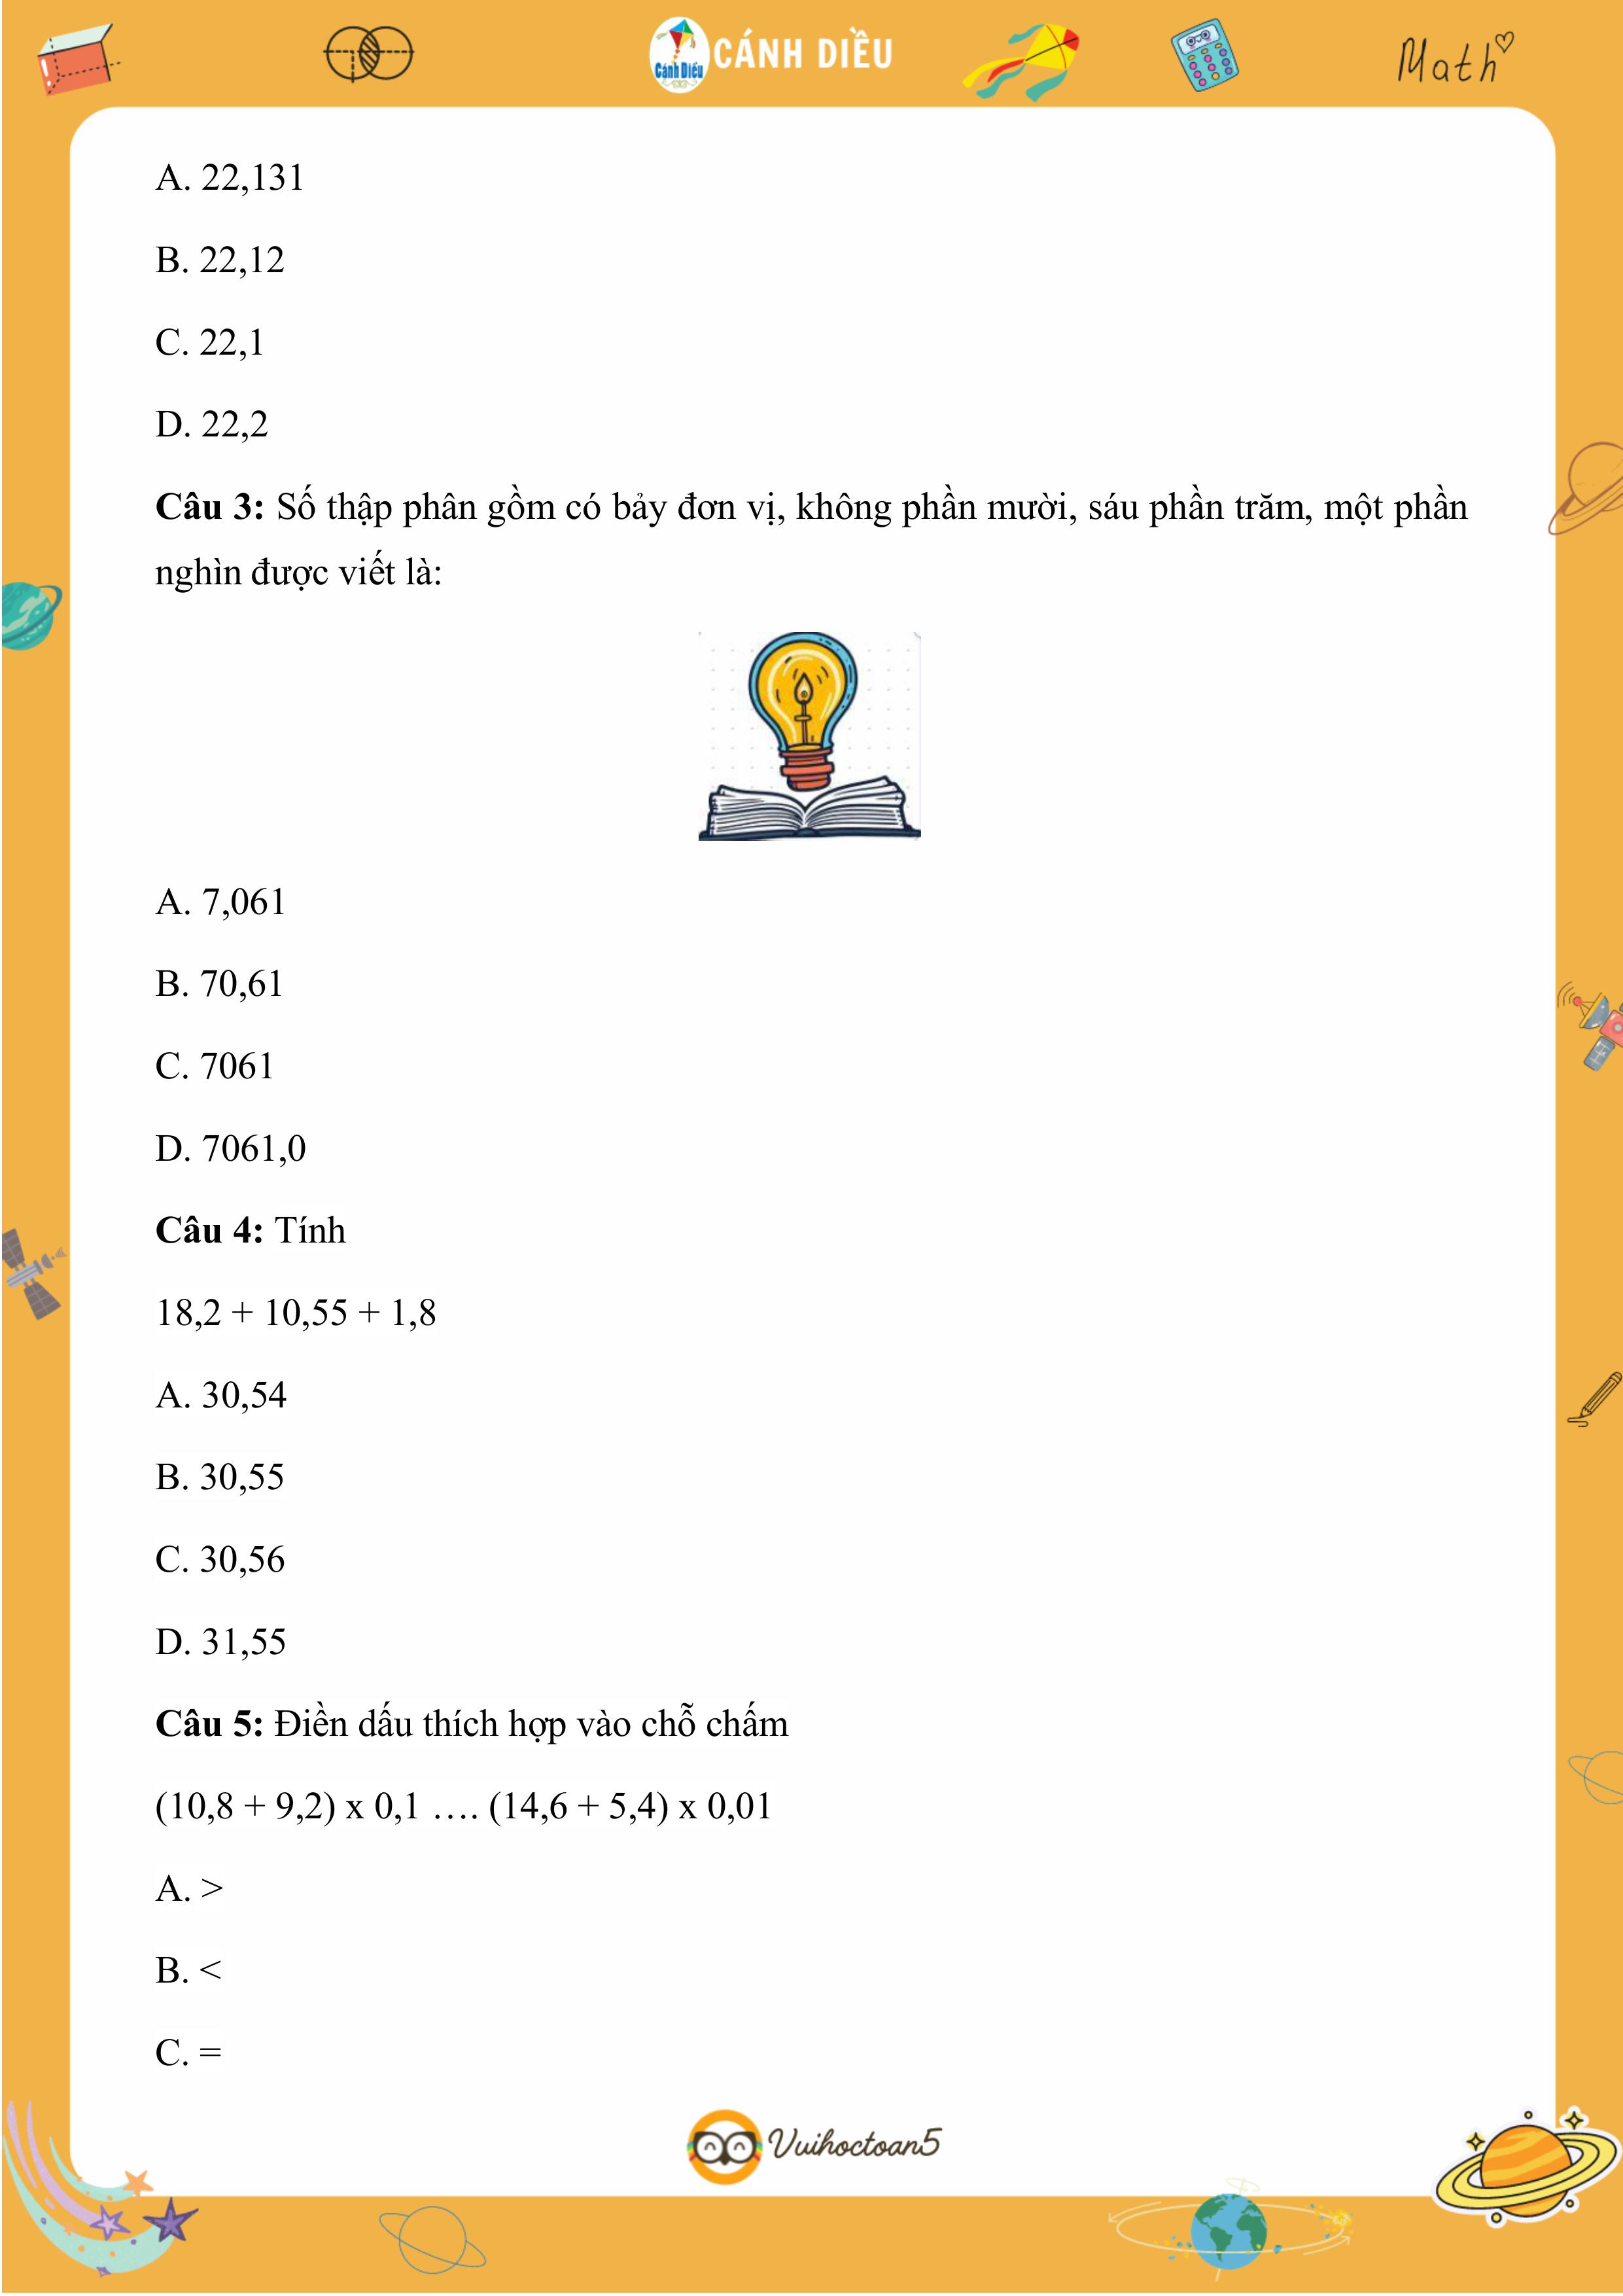 Cánh Diều CÁNH DIỀU Math
A. 22,131
B. 22,12
C. 22,1
D. 22,2
Câu 3: Số thập phân gồm có bảy đơn vị, không phần mười, sáu phần trăm, một phần
nghìn được viết là:
A. 7,061
B. 70,61
C. 7061
D. 7061,0
Câu 4: Tính
18,2 + 10,55 + 1,8
A. 30,54
B. 30,55
C. 30,56
D. 31,55
Câu 5: Điền dấu thích hợp vào chỗ chấm
(10,8 + 9,2) x 0,1 …. (14,6 + 5,4) x 0,01
A. >
B. <
C. =
Vuihoctoan5